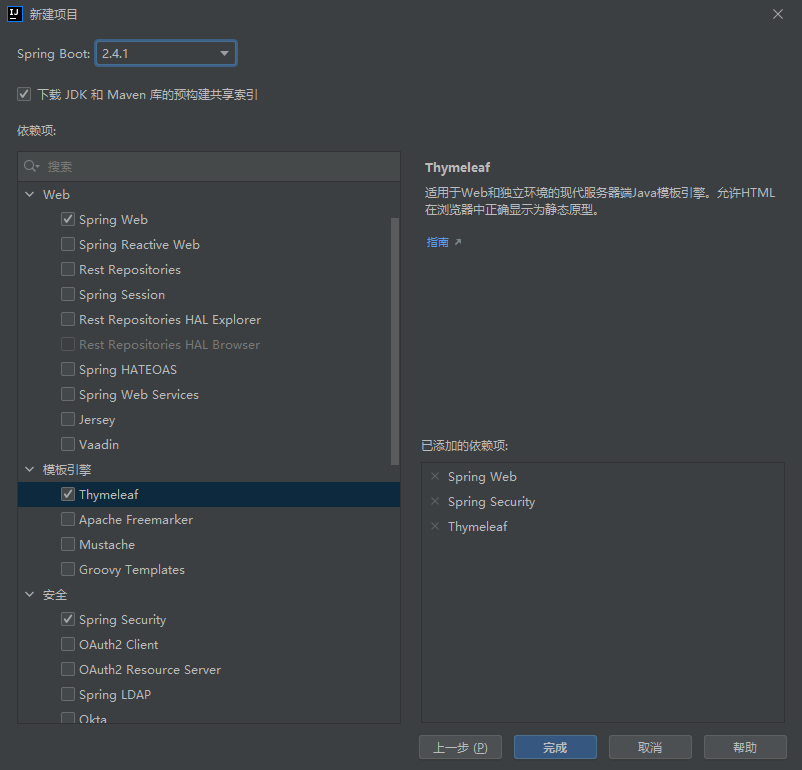 新建项目
Spring Boot: 2.4.1
下载 JDK 和 Maven 库的预构建共享索引
依赖项:
搜索
Web
Spring Web
Spring Reactive Web
Rest Repositories
Spring Session
Rest Repositories HAL Explorer
Rest Repositories HAL Browser
Spring HATEOAS
Spring Web Services
Jersey
Vaadin
模板引擎
Thymeleaf
Apache Freemarker
Mustache
Groovy Templates
安全
Spring Security
OAuth2 Client
OAuth2 Resource Server
Spring LDAP
Okta
Thymeleaf
适用于Web和独立环境的现代服务器端Java模板引擎。允许HTML
在浏览器中正确显示为静态原型。
指南
已添加的依赖项:
Spring Web
Spring Security
Thymeleaf
上一步 (P)
完成
取消
帮助